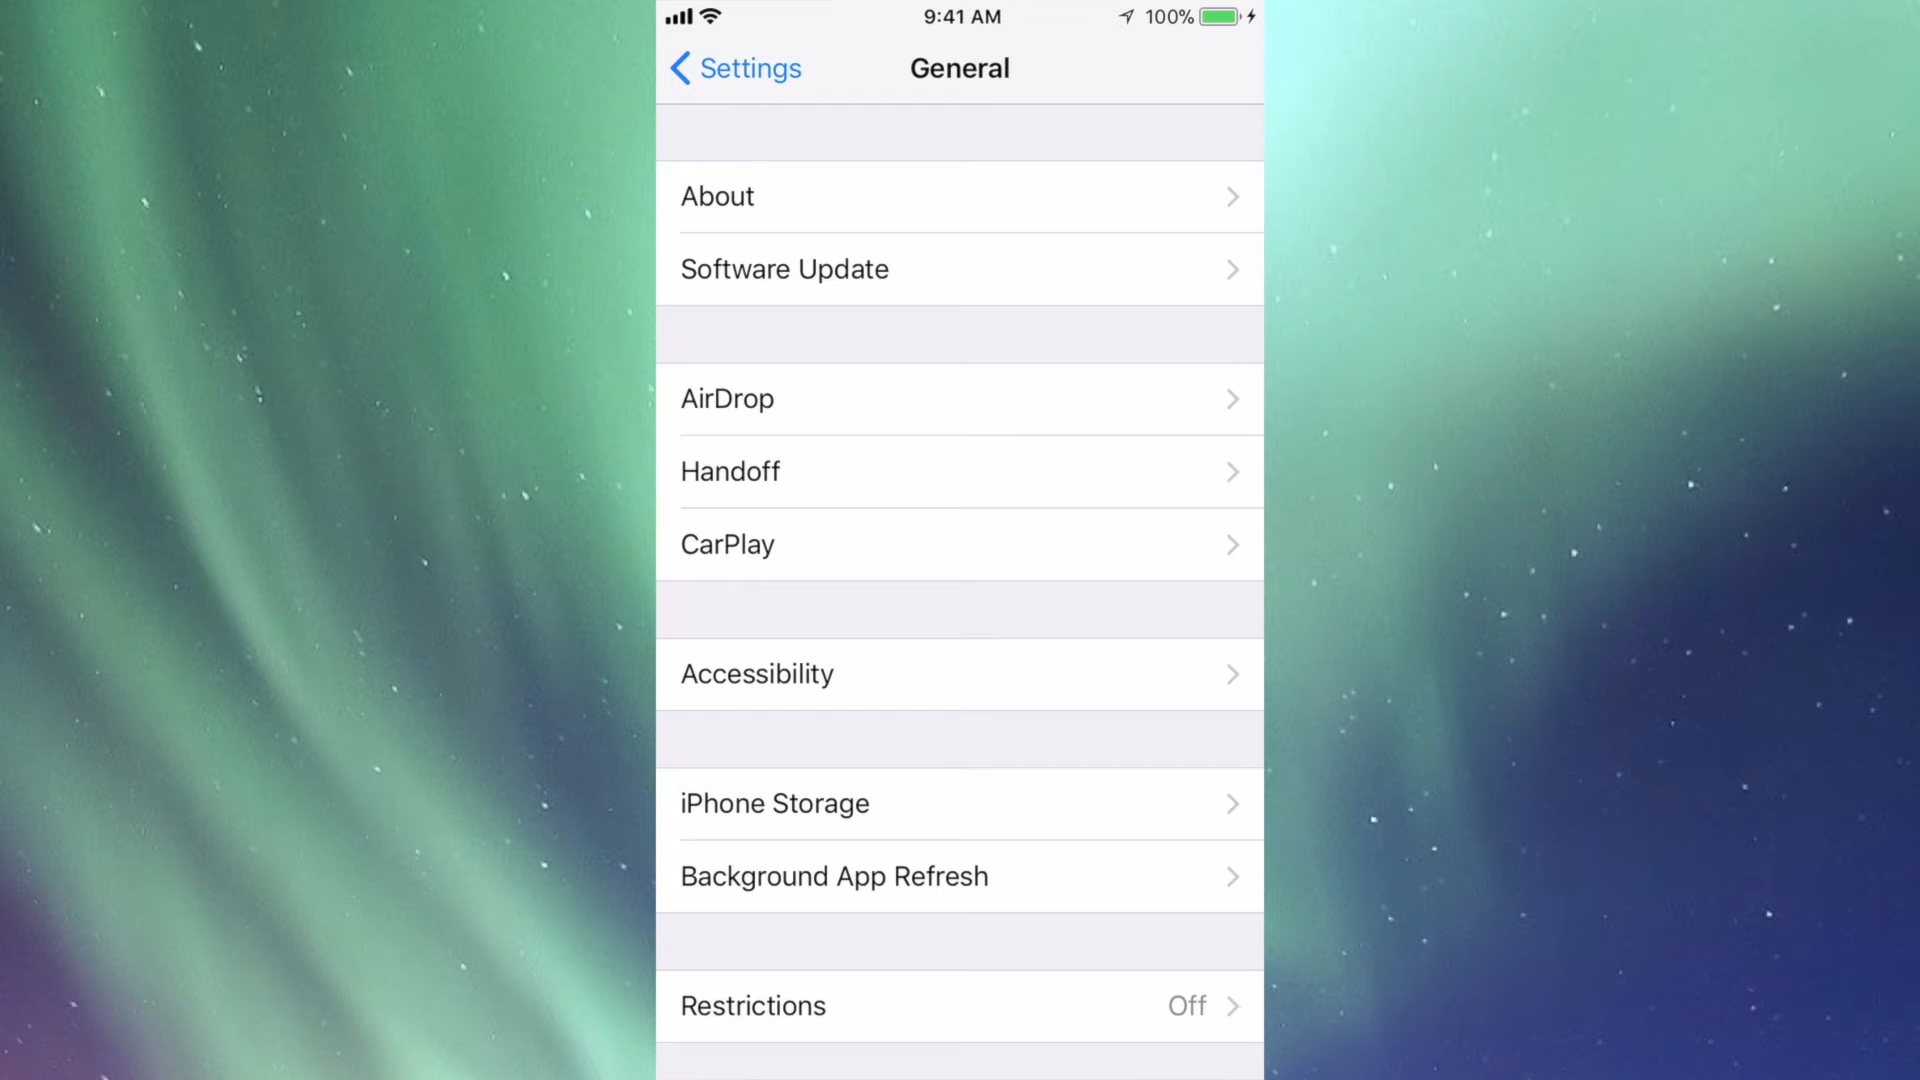 9:41 AM
100%
Settings
General
About
Software Update
AirDrop
Handoff
CarPlay
Accessibility
iPhone Storage
Background App Refresh
Restrictions Off